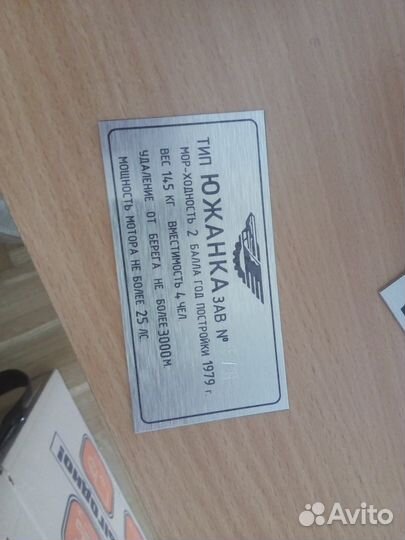 ТИП ЮЖАНКА ЗАВ №
МОР-ХОДНОСТЬ 2 БАЛЛА ГОД ПОСТРОЙКИ 1979 г.
ВЕС 145 КГ ВМЕСТИМОСТЬ 4 ЧЕЛ.
УДАЛЕНИЕ ОТ БЕРЕГА НЕ БОЛЕЕ 3000 М.
МОЩНОСТЬ МОТОРА НЕ БОЛЕЕ 25 ЛС.
Avito